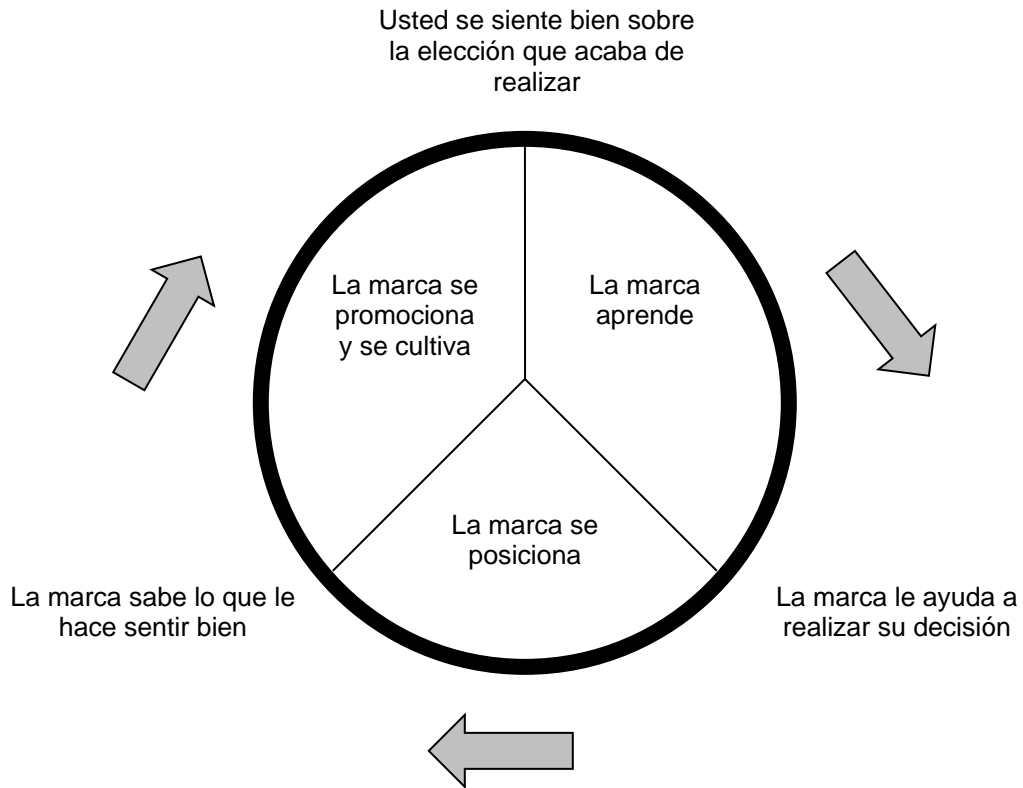 Usted se siente bien sobre
la elección que acaba de
realizar
La marca se
promociona
y se cultiva
La marca
aprende
La marca se
posiciona
La marca sabe lo que le
hace sentir bien
La marca le ayuda a
realizar su decisión